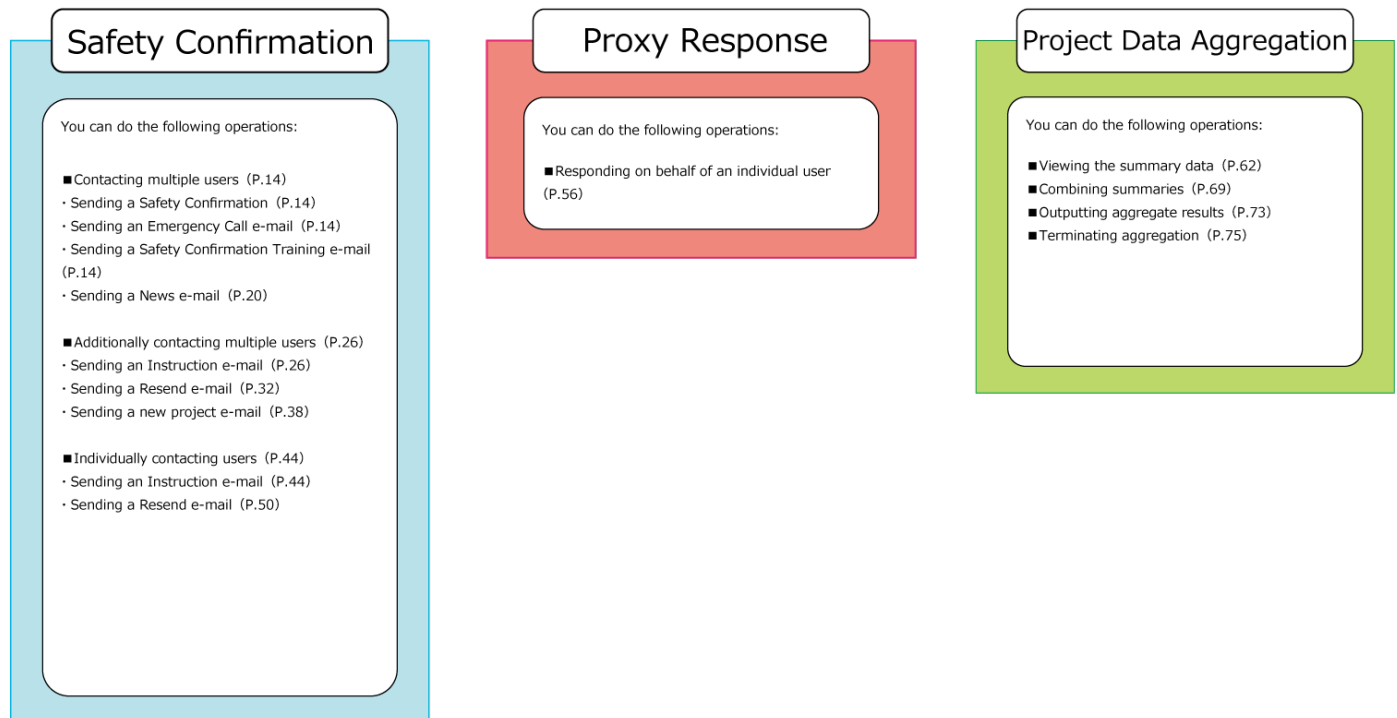 Safety Confirmation
You can do the following operations:
■Contacting multiple users（P.14）
・Sending a Safety Confirmation（P.14）
・Sending an Emergency Call e-mail（P.14）
・Sending a Safety Confirmation Training e-mail
（P.14）
・Sending a News e-mail（P.20）
■Additionally contacting multiple users（P.26）
・Sending an Instruction e-mail（P.26）
・Sending a Resend e-mail（P.32）
・Sending a new project e-mail（P.38）
■Individually contacting users（P.44）
・Sending an Instruction e-mail（P.44）
・Sending a Resend e-mail（P.50）
Proxy Response
You can do the following operations:
■Responding on behalf of an individual user
（P.56）
Project Data Aggregation
You can do the following operations:
■Viewing the summary data（P.62）
■Combining summaries（P.69）
■Outputting aggregate results（P.73）
■Terminating aggregation（P.75）